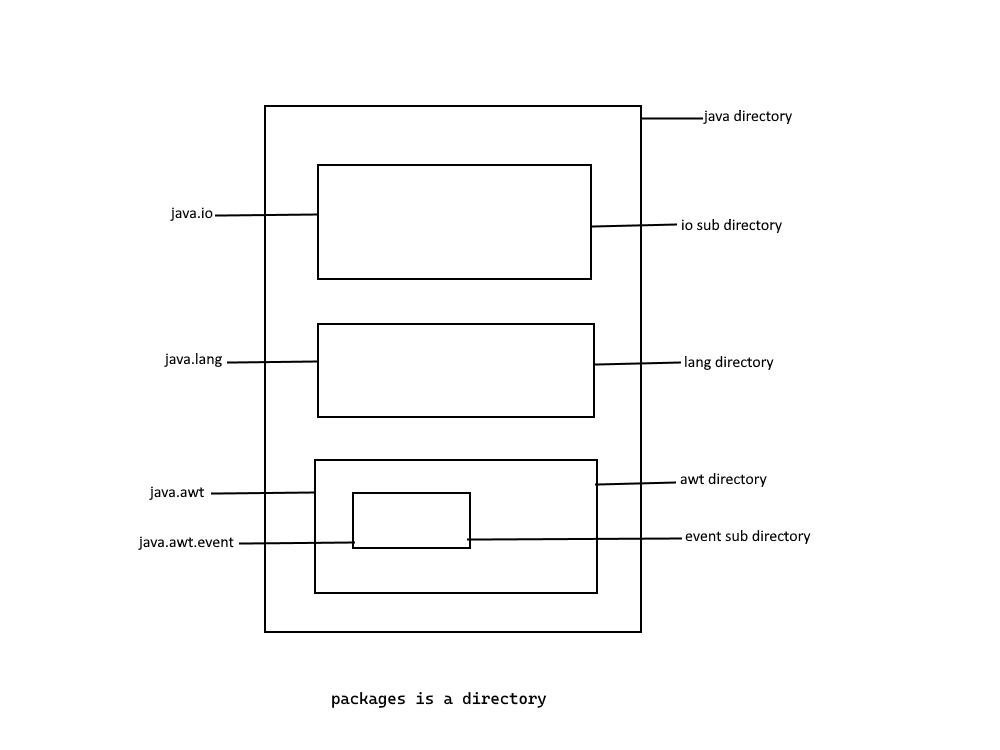 java directory
java.io
io sub directory
java.lang
lang directory
java.awt
awt directory
java.awt.event
event sub directory
packages is a directory